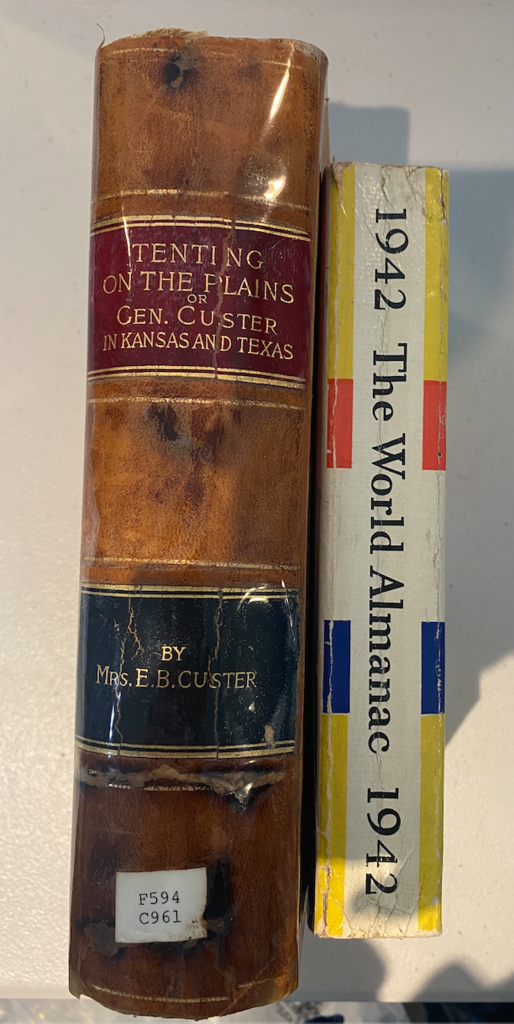 TENTING
ON THE PLAINS
OR
GEN. CUSTER
IN KANSAS AND TEXAS
BY
MRS. E. B. CUSTER
F594
C961
1942 The World Almanac 1942